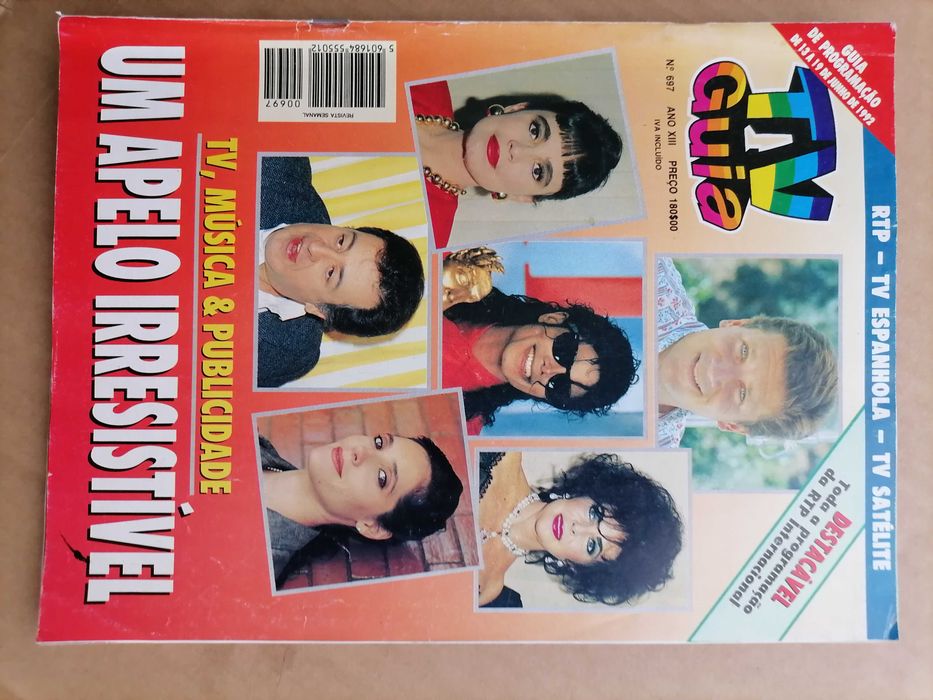 GUIA
DE PROGRAMAÇÃO
DE 13 A 19 DE JUNHO DE 1992
RTP - TV ESPANHOLA - TV SATÉLITE
TV
Guia
N.º 697 ANO XIII PREÇO 180$00
IVA INCLUÍDO
DESTACÁVEL
Toda a programação
da RTP Internacional
REVISTA SEMANAL
5 601684 555012
00697
TV, MÚSICA & PUBLICIDADE
UM APELO IRRESISTÍVEL